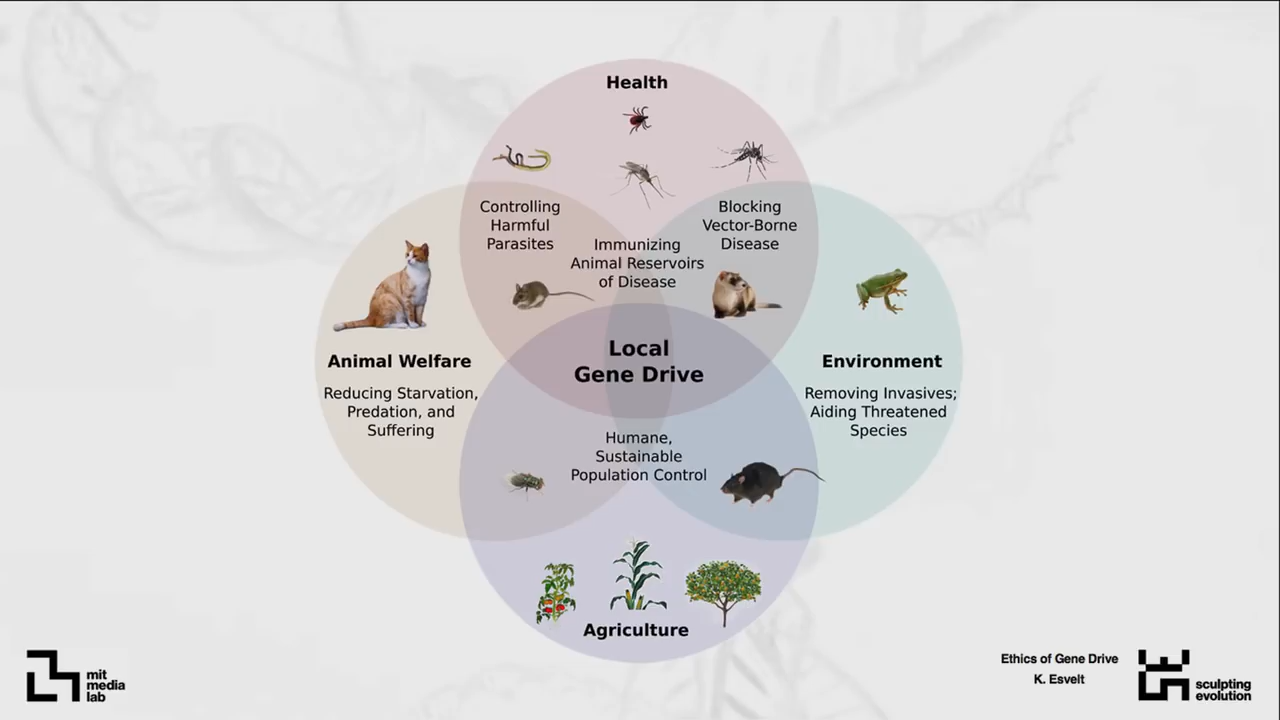 Health
Controlling
Harmful
Parasites
Blocking
Vector-Borne
Disease
Immunizing
Animal Reservoirs
of Disease
Local
Gene Drive
Animal Welfare
Reducing Starvation,
Predation, and
Suffering
Environment
Removing Invasives;
Aiding Threatened
Species
Humane,
Sustainable
Population Control
Agriculture
mit
media
lab
Ethics of Gene Drive
K. Esvelt
sculpting
evolution